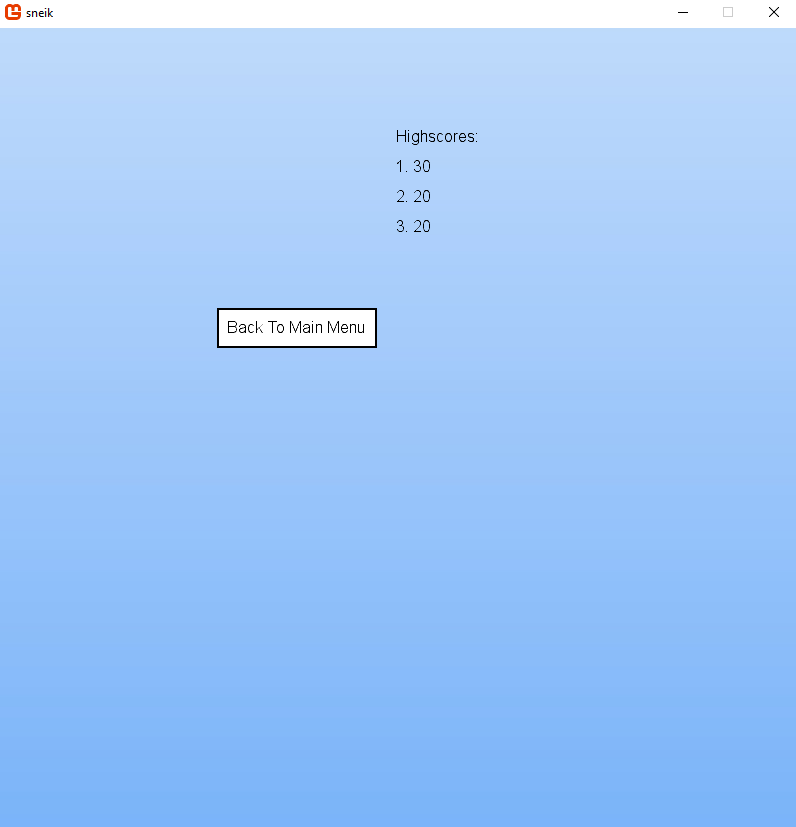 sneik
Highscores:
1. 30
2. 20
3. 20
Back To Main Menu